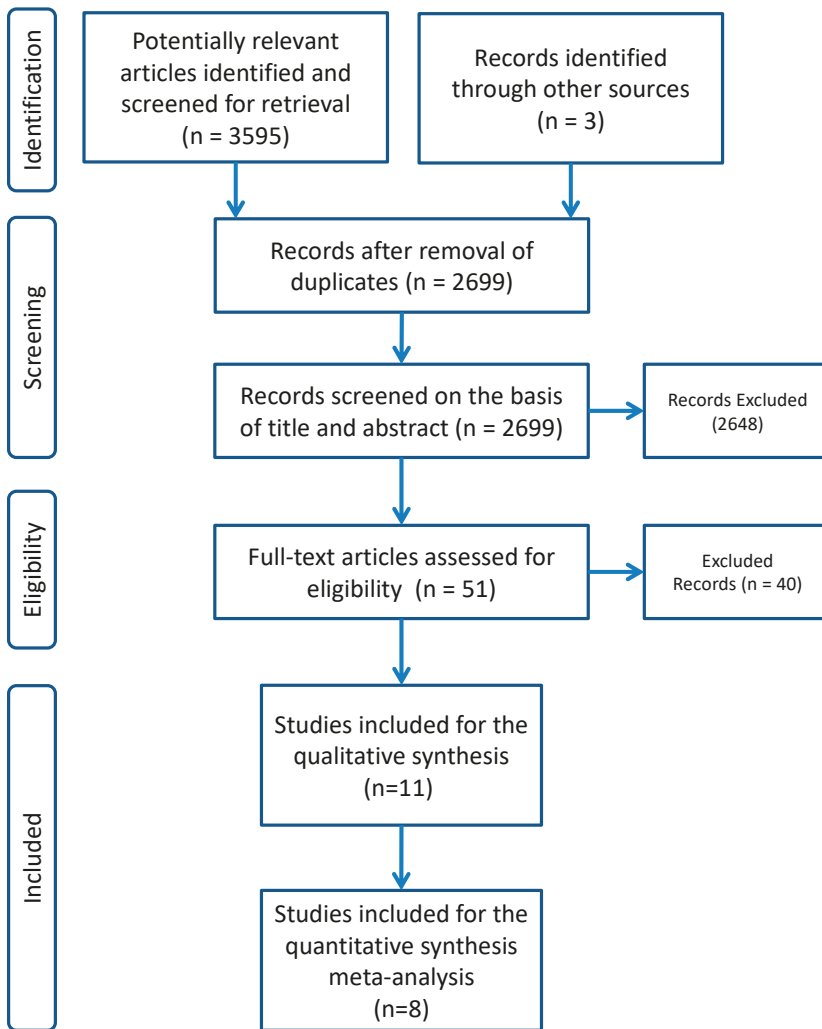 Identification
Potentially relevant
articles identified and
screened for retrieval
(n = 3595)
Records identified
through other sources
(n = 3)
Screening
Records after removal of
duplicates (n = 2699)
Records screened on the basis
of title and abstract (n = 2699)
Records Excluded
(2648)
Eligibility
Full-text articles assessed for
eligibility (n = 51)
Excluded
Records (n = 40)
Included
Studies included for the
qualitative synthesis
(n=11)
Studies included for the
quantitative synthesis
meta-analysis
(n=8)